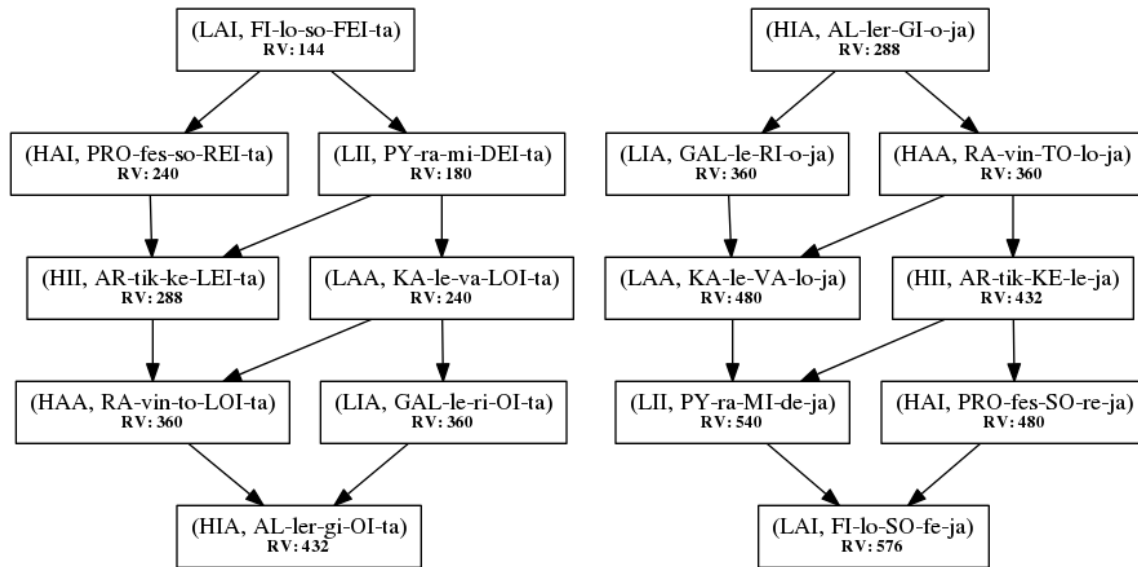 (LAI, FI-lo-so-FEI-ta)
RV: 144
(HIA, AL-ler-GI-o-ja)
RV: 288
(HAI, PRO-fes-so-REI-ta)
RV: 240
(LII, PY-ra-mi-DEI-ta)
RV: 180
(LIA, GAL-le-RI-o-ja)
RV: 360
(HAA, RA-vin-TO-lo-ja)
RV: 360
(HII, AR-tik-ke-LEI-ta)
RV: 288
(LAA, KA-le-va-LOI-ta)
RV: 240
(LAA, KA-le-VA-lo-ja)
RV: 480
(HII, AR-tik-KE-le-ja)
RV: 432
(HAA, RA-vin-to-LOI-ta)
RV: 360
(LIA, GAL-le-ri-OI-ta)
RV: 360
(LII, PY-ra-MI-de-ja)
RV: 540
(HAI, PRO-fes-SO-re-ja)
RV: 480
(HIA, AL-ler-gi-OI-ta)
RV: 432
(LAI, FI-lo-SO-fe-ja)
RV: 576